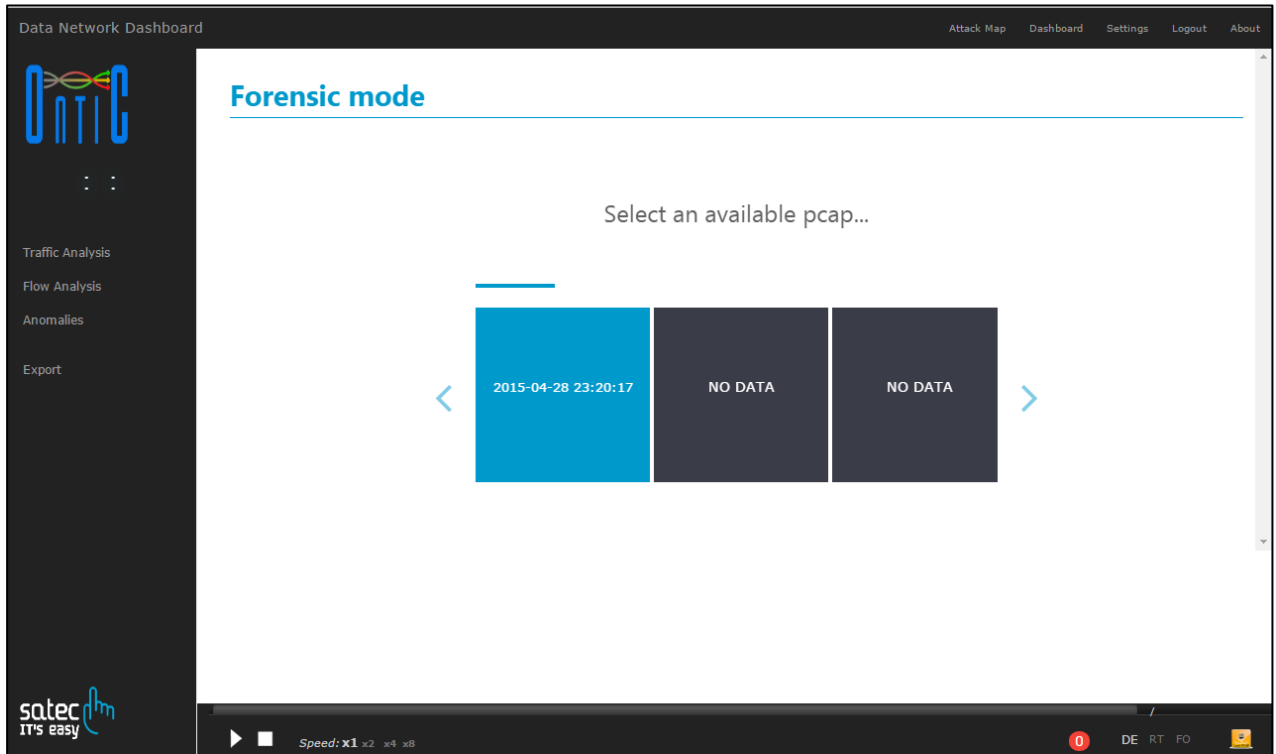 Data Network Dashboard
Attack Map Dashboard Settings Logout About
ONTIC
: :
Traffic Analysis
Flow Analysis
Anomalies
Export
Forensic mode
Select an available pcap...
2015-04-28 23:20:17
NO DATA
NO DATA
satec
IT'S easy
/
Speed: x1 x2 x4 x8
0
DE RT FO